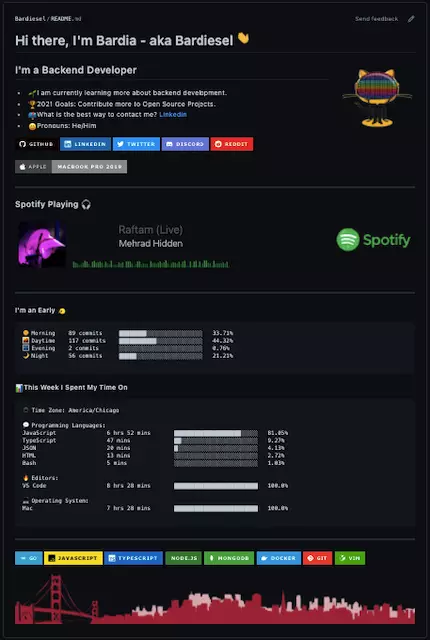 Bardiesel/README.md
Send feedback
Hi there, I'm Bardia - aka Bardiesel 👋
I'm a Backend Developer
🌱I am currently learning more about backend development.
🏆2021 Goals: Contribute more to Open Source Projects.
What is the best way to contact me? Linkedin
😄Pronouns: He/Him
GITHUB LINKEDIN TWITTER DISCORD REDDIT
APPLE MACBOOK PRO 2019
Spotify Playing 🎧
Raftam (Live)
Mehrad Hidden
Spotify
I'm an Early 🐤
🌞 Morning 89 commits 33.71%
🌆 Daytime 117 commits 44.32%
🌃 Evening 2 commits 0.76%
🌙 Night 56 commits 21.21%
📊This Week I Spent My Time On
Time Zone: America/Chicago
💬 Programming Languages:
JavaScript 6 hrs 52 mins 81.05%
TypeScript 47 mins 9.27%
JSON 20 mins 4.13%
HTML 13 mins 2.72%
Bash 5 mins 1.03%
🔥 Editors:
VS Code 8 hrs 28 mins 100.0%
💻 Operating System:
Mac 7 hrs 28 mins 100.0%
GO JAVASCRIPT TYPESCRIPT NODE.JS MONGODB DOCKER GIT VIM